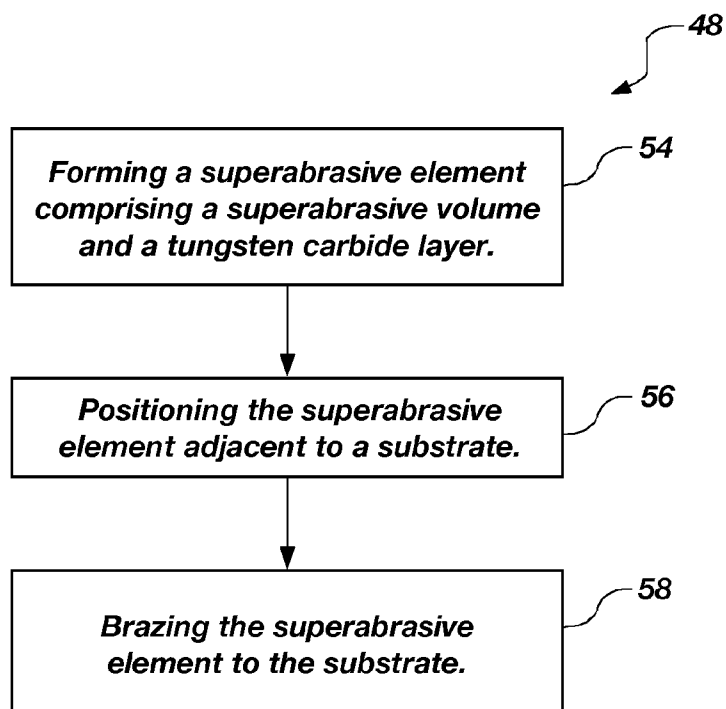 48
54
Forming a superabrasive element
comprising a superabrasive volume
and a tungsten carbide layer.
56
Positioning the superabrasive
element adjacent to a substrate.
58
Brazing the superabrasive
element to the substrate.